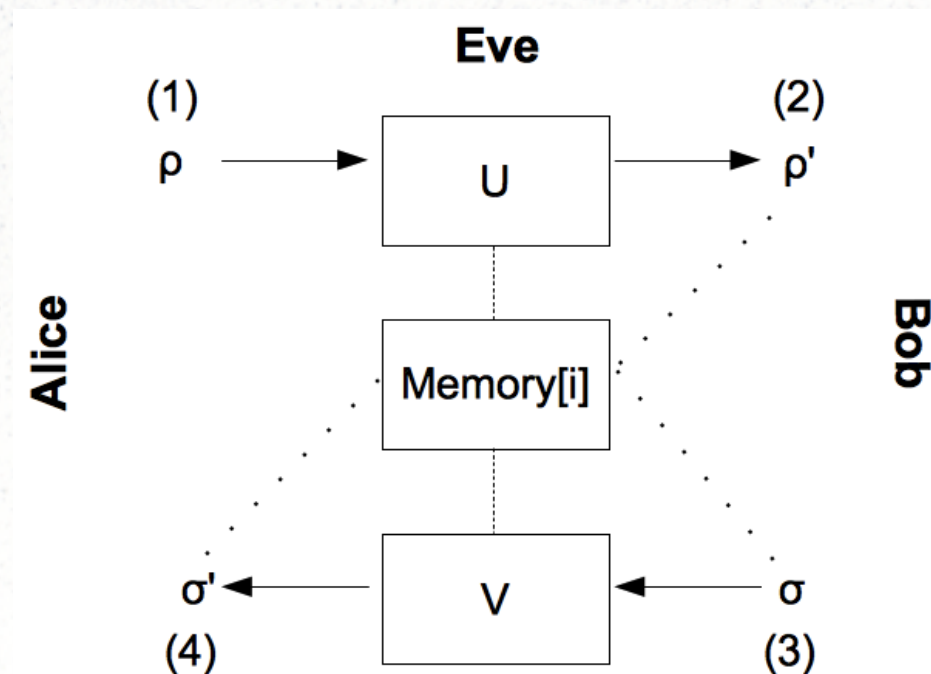 Eve
(1)
(2)
ρ
U
ρ'
Alice
Memory[i]
Bob
σ'
V
σ
(4)
(3)